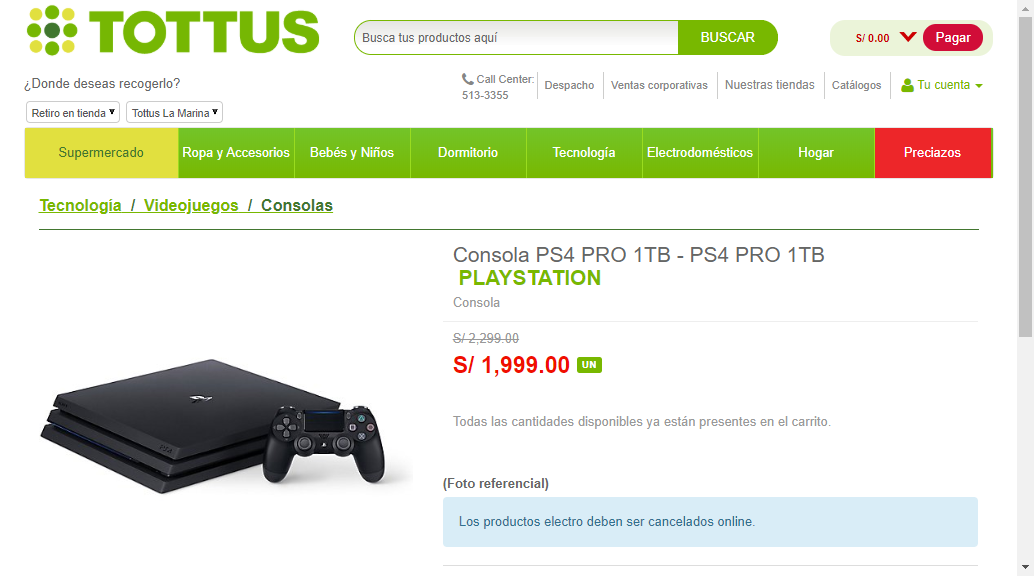 TOTTUS
Busca tus productos aquí
BUSCAR
S/ 0.00
Pagar
¿Donde deseas recogerlo?
Call Center:
513-3355
Despacho
Ventas corporativas
Nuestras tiendas
Catálogos
Tu cuenta
Retiro en tienda
Tottus La Marina
Supermercado
Ropa y Accesorios
Bebés y Niños
Dormitorio
Tecnología
Electrodomésticos
Hogar
Preciazos
Tecnología / Videojuegos / Consolas
Consola PS4 PRO 1TB - PS4 PRO 1TB
PLAYSTATION
Consola
S/ 2,299.00
S/ 1,999.00 UN
Todas las cantidades disponibles ya están presentes en el carrito.
(Foto referencial)
Los productos electro deben ser cancelados online.